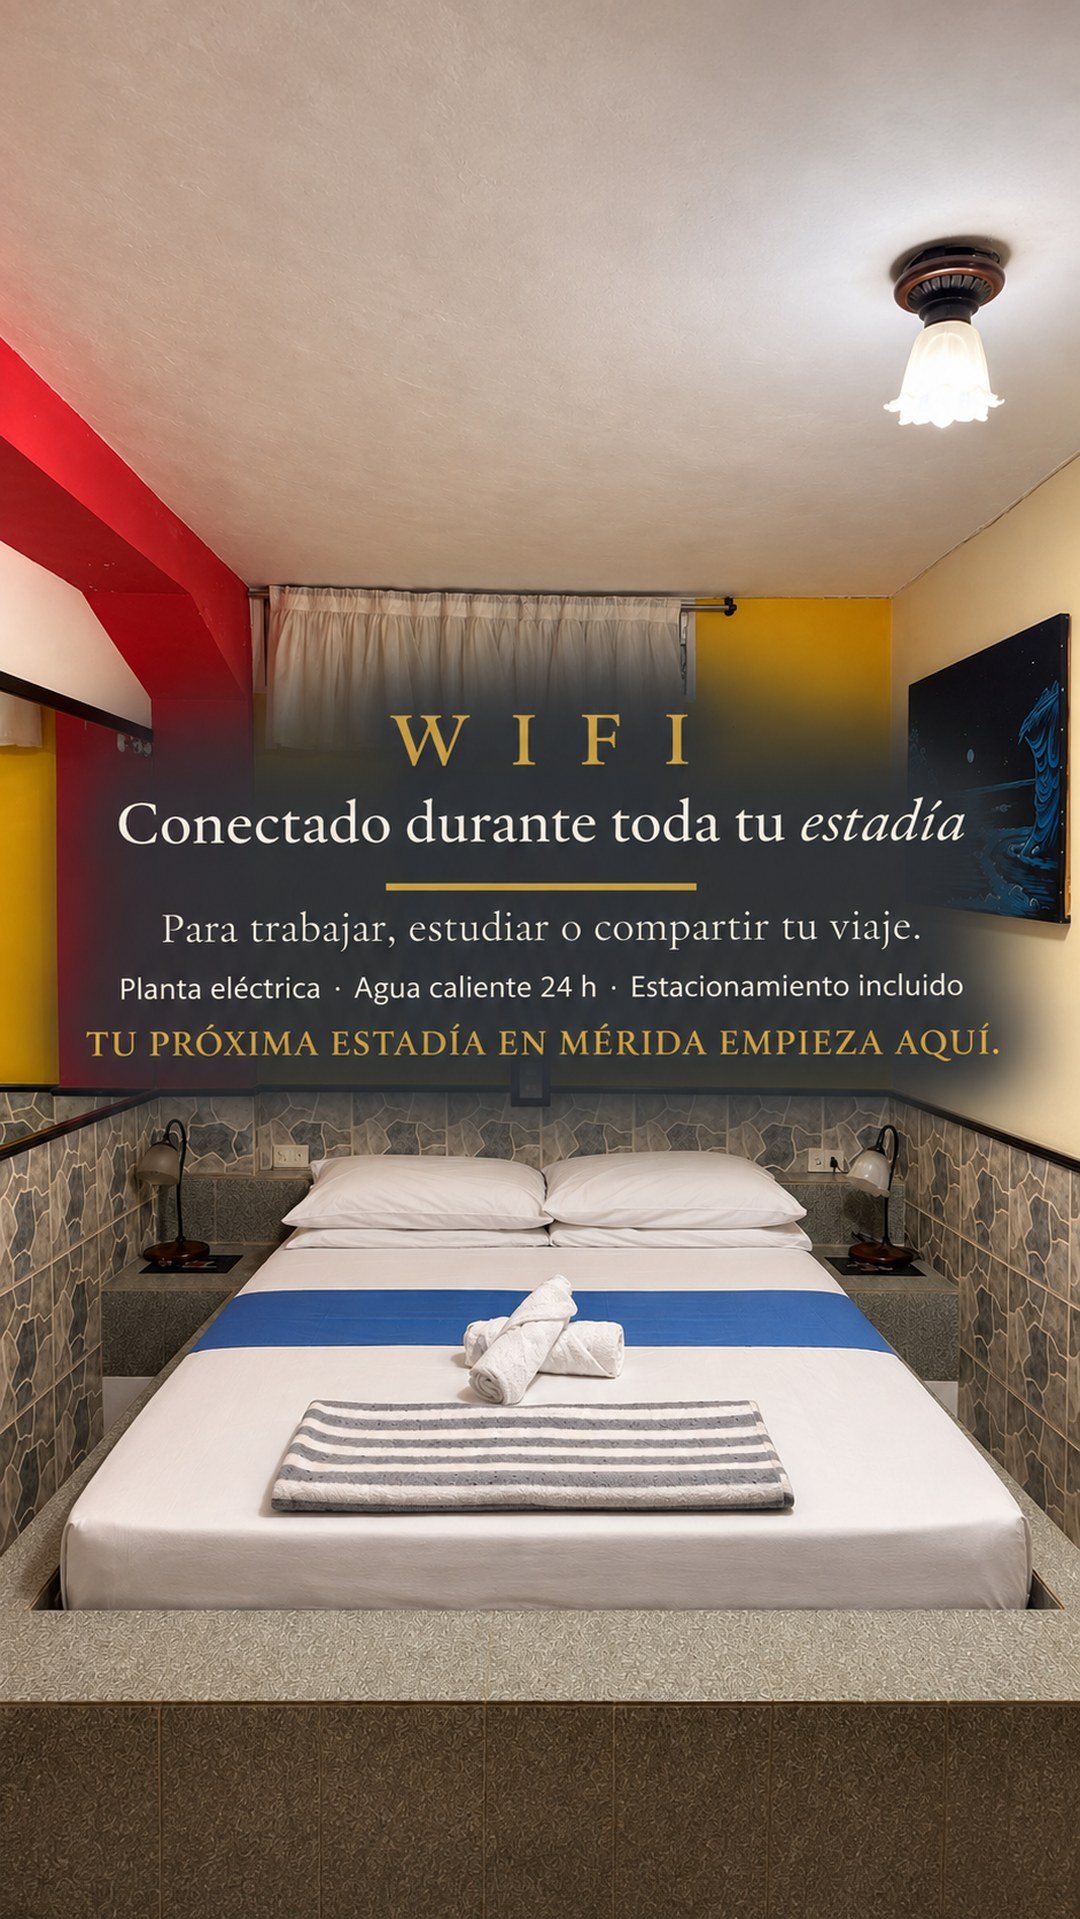 WIFI
Conectado durante toda tu estadía
Para trabajar, estudiar o compartir tu viaje.
Planta eléctrica · Agua caliente 24 h · Estacionamiento incluido
TU PRÓXIMA ESTADÍA EN MÉRIDA EMPIEZA AQUÍ.